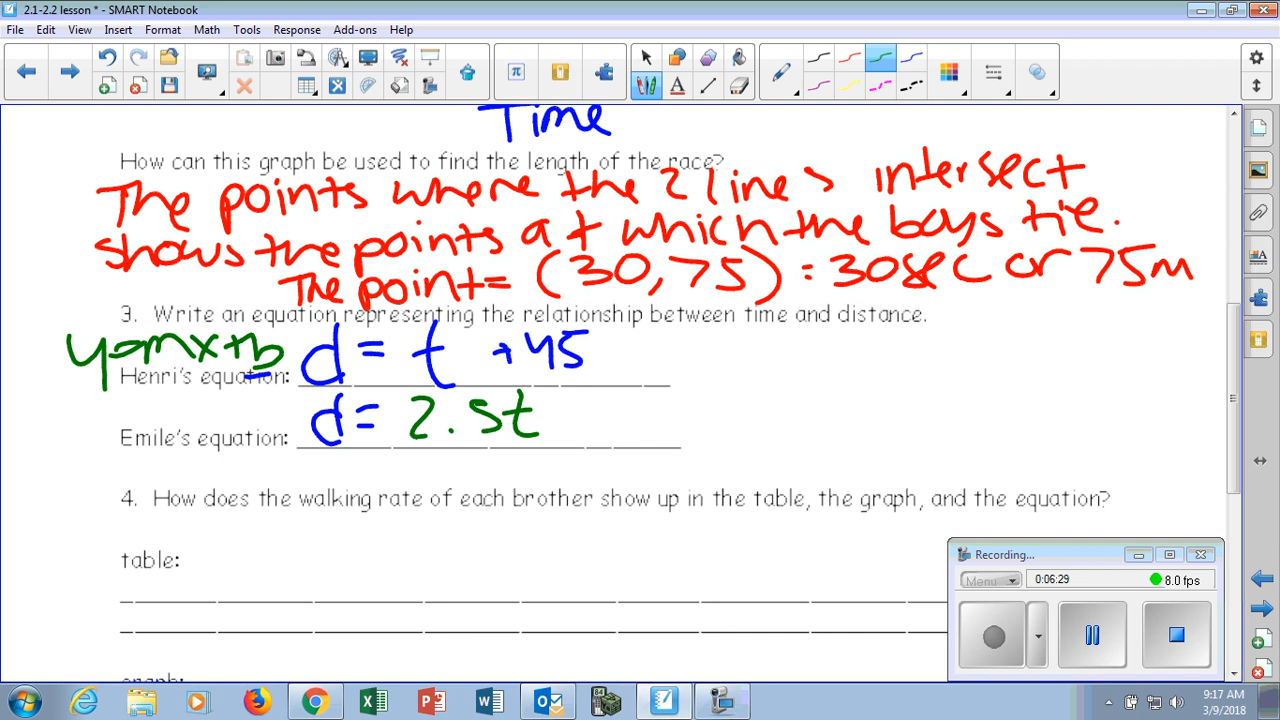 2.1-2.2 lesson * - SMART Notebook
File Edit View Insert Format Math Tools Response Add-ons Help
Time
How can this graph be used to find the length of the race?
The points where the 2 lines intersect
shows the points at which the boys tie.
The point = (30, 75) = 30sec or 75m
3. Write an equation representing the relationship between time and distance.
y=mx+b d = t +45
Henri's equation:
d = 2.5t
Emile's equation:
4. How does the walking rate of each brother show up in the table, the graph, and the equation?
table:
graph:
Recording...
Menu 0:06:29 8.0 fps
9:17 AM
3/9/2018